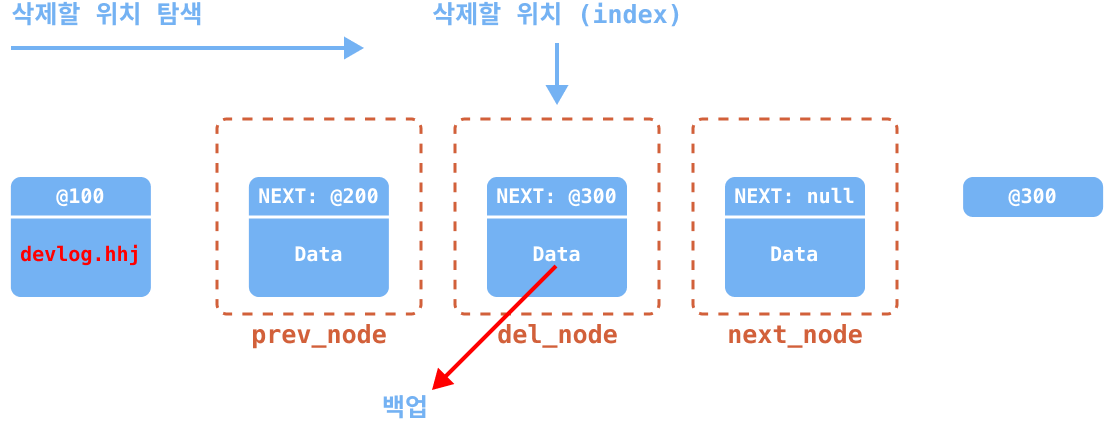 삭제할 위치 탐색
삭제할 위치 (index)
@100
NEXT: @200
NEXT: @300
NEXT: null
@300
devlog.hhj
Data
Data
Data
prev_node
del_node
next_node
백업